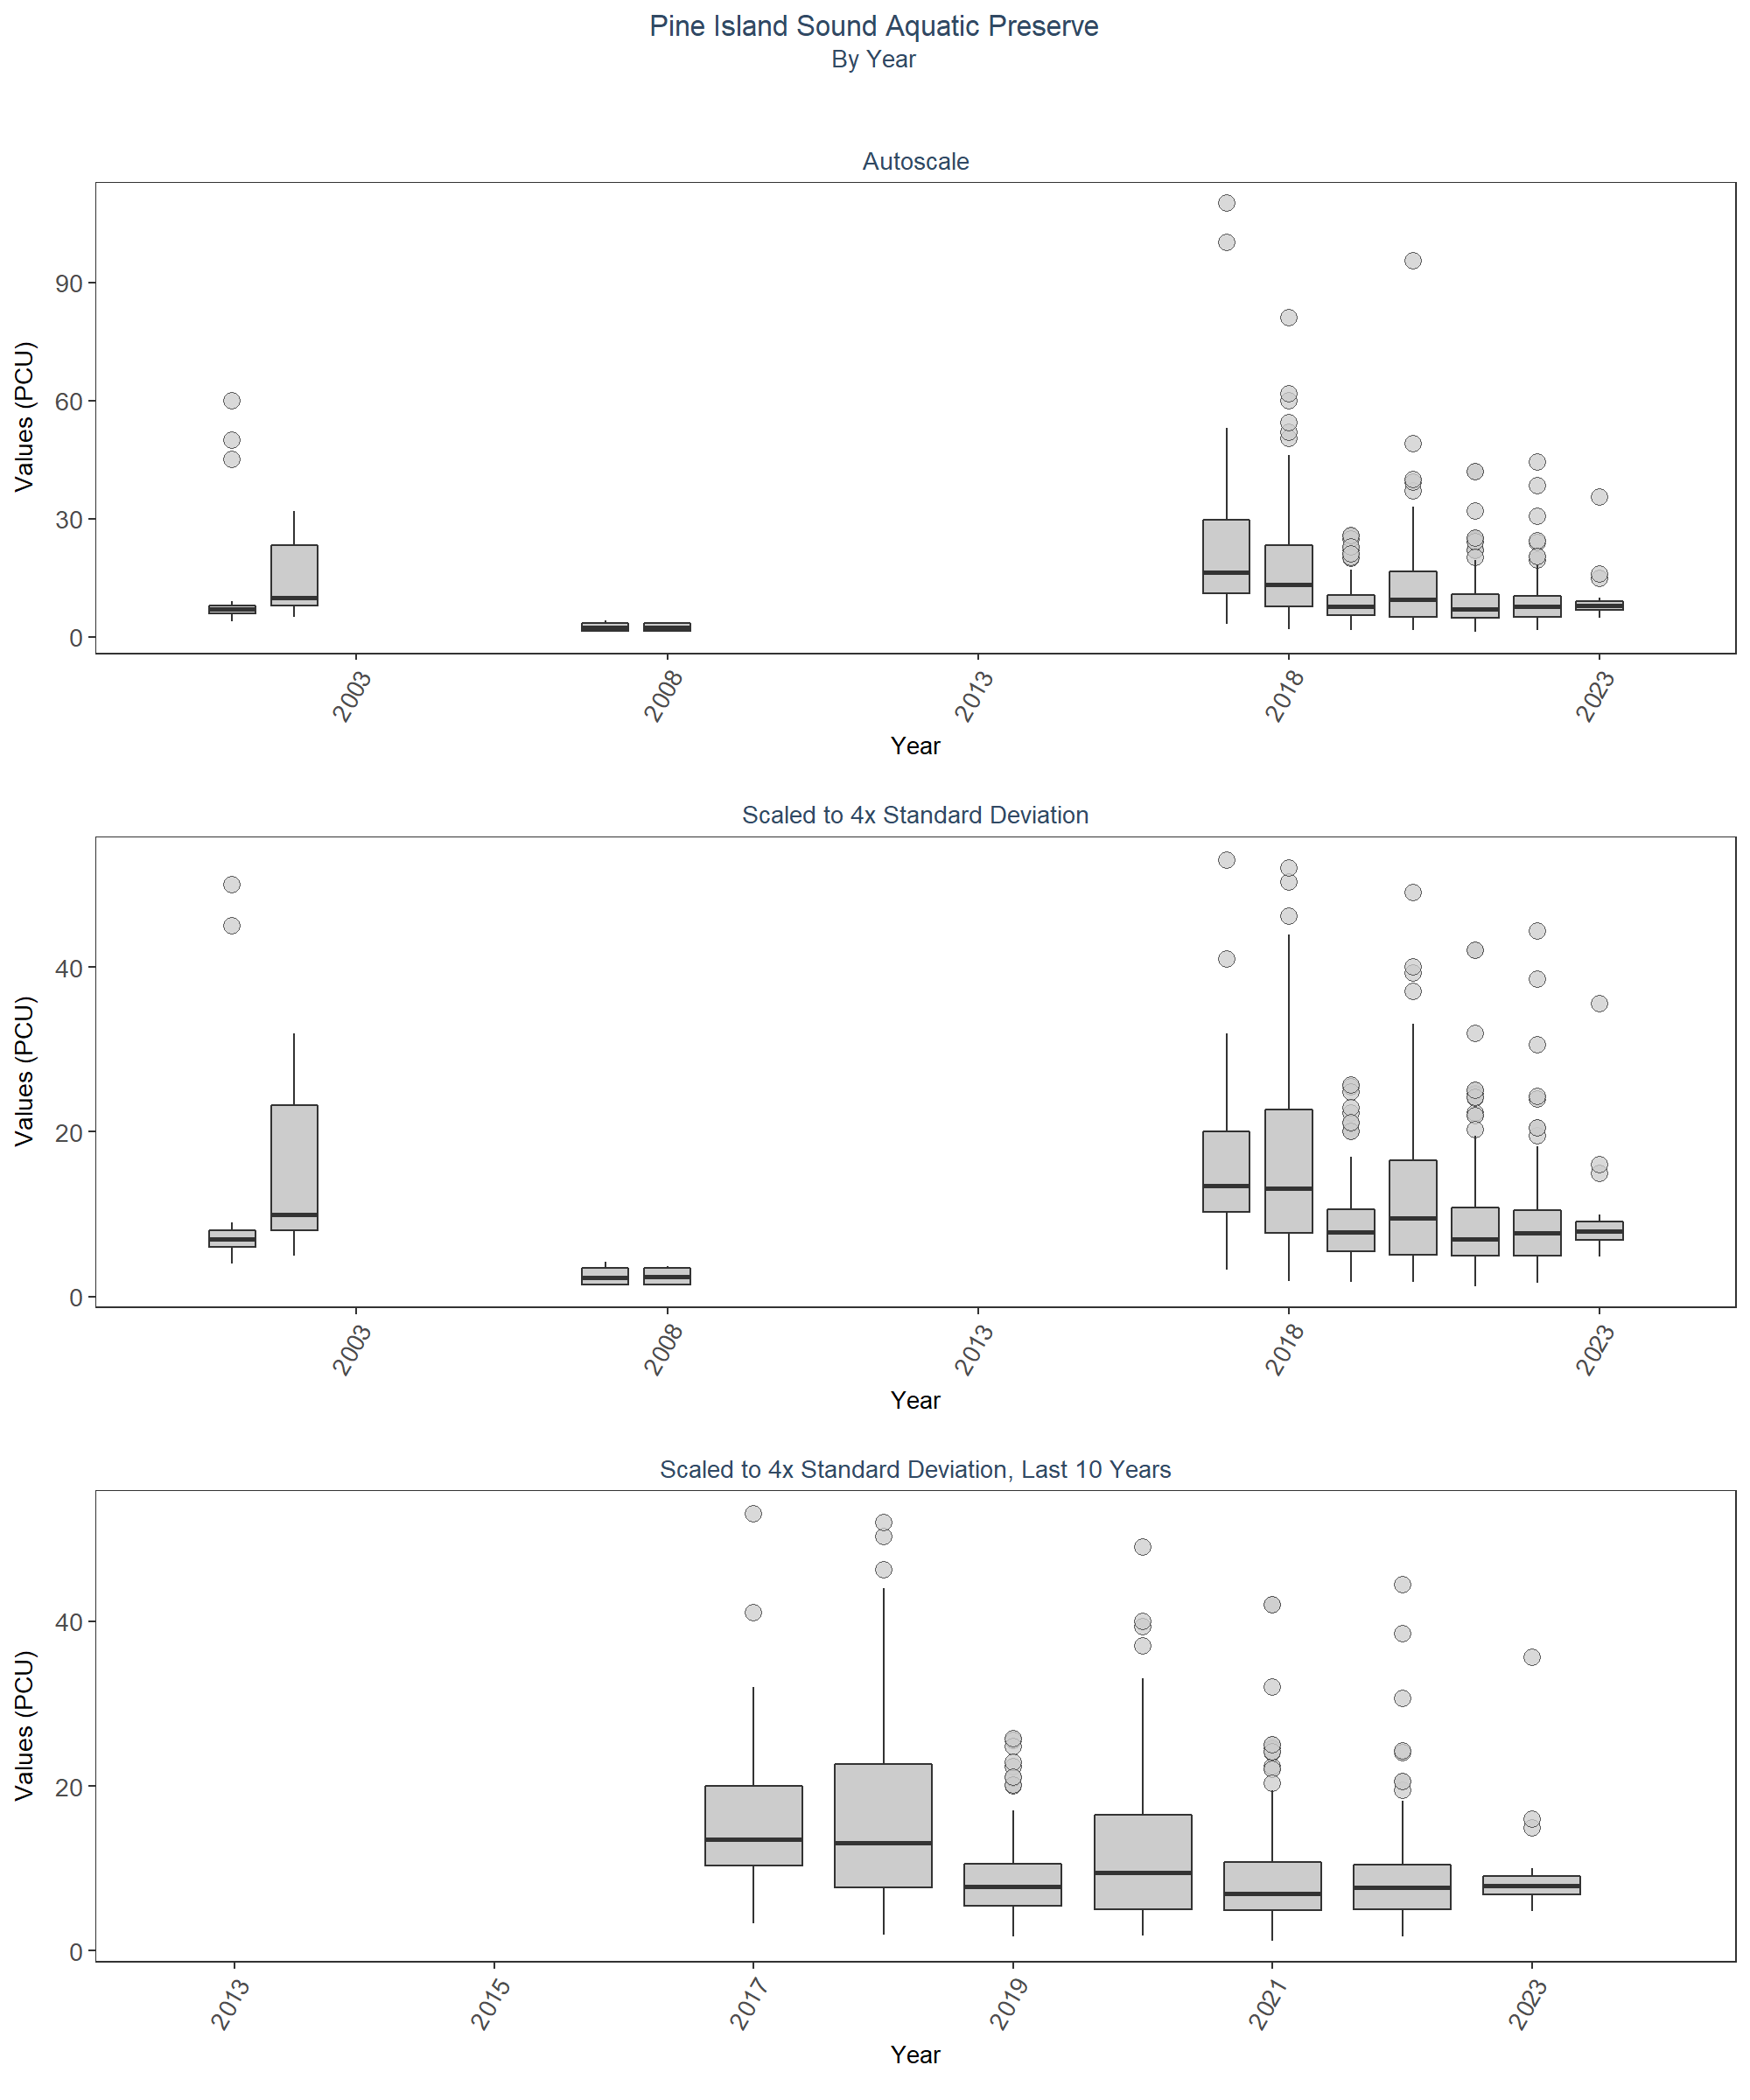 Pine Island Sound Aquatic Preserve
By Year
Autoscale
Values (PCU)
90
60
30
0
2003
2008
2013
2018
2023
Year
Scaled to 4x Standard Deviation
Values (PCU)
40
20
0
2003
2008
2013
2018
2023
Year
Scaled to 4x Standard Deviation, Last 10 Years
Values (PCU)
40
20
0
2013
2015
2017
2019
2021
2023
Year